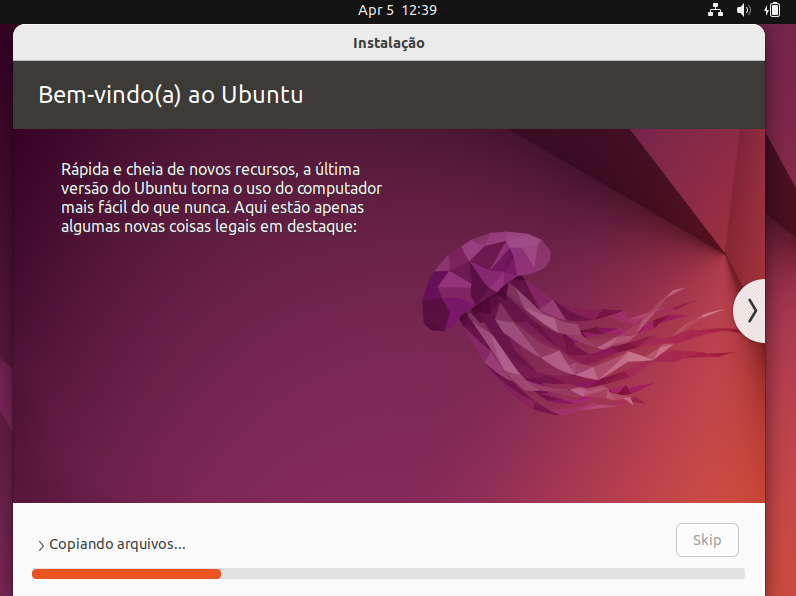 Apr 5 12:39
Instalação
Bem-vindo(a) ao Ubuntu
Rápida e cheia de novos recursos, a última
versão do Ubuntu torna o uso do computador
mais fácil do que nunca. Aqui estão apenas
algumas novas coisas legais em destaque:
Copiando arquivos...
Skip